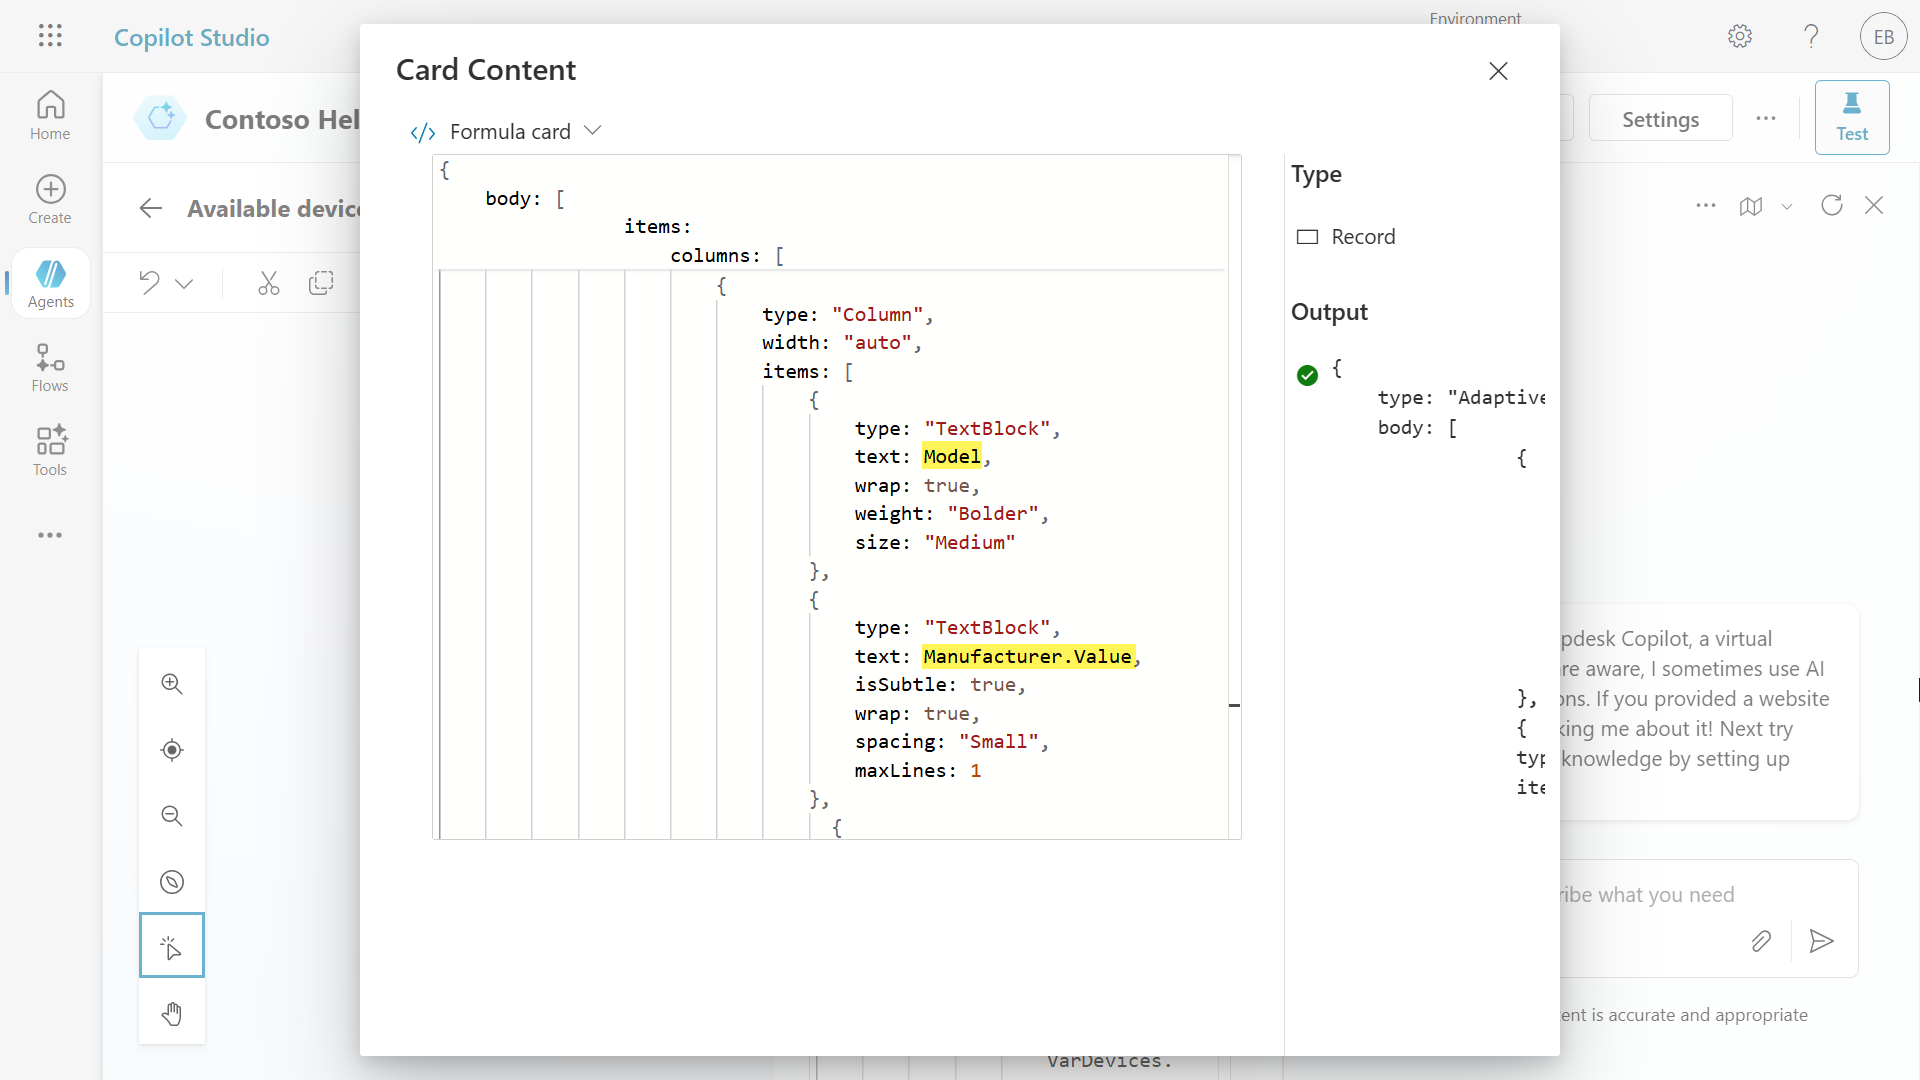 Copilot Studio
Environment
EB
Home
Create
Agents
Flows
Tools
Contoso Hel
Settings
Test
Available device
Card Content
Formula card
{
body: [
items:
columns: [
{
type: "Column",
width: "auto",
items: [
{
type: "TextBlock",
text: Model,
wrap: true,
weight: "Bolder",
size: "Medium"
},
{
type: "TextBlock",
text: Manufacturer.Value,
isSubtle: true,
wrap: true,
spacing: "Small",
maxLines: 1
},
{
Type
Record
Output
{
type: "Adaptive
body: [
{
},
{
typ
ite
pdesk Copilot, a virtual
re aware, I sometimes use AI
ons. If you provided a website
king me about it! Next try
knowledge by setting up
ribe what you need
ent is accurate and appropriate
VarDevices.